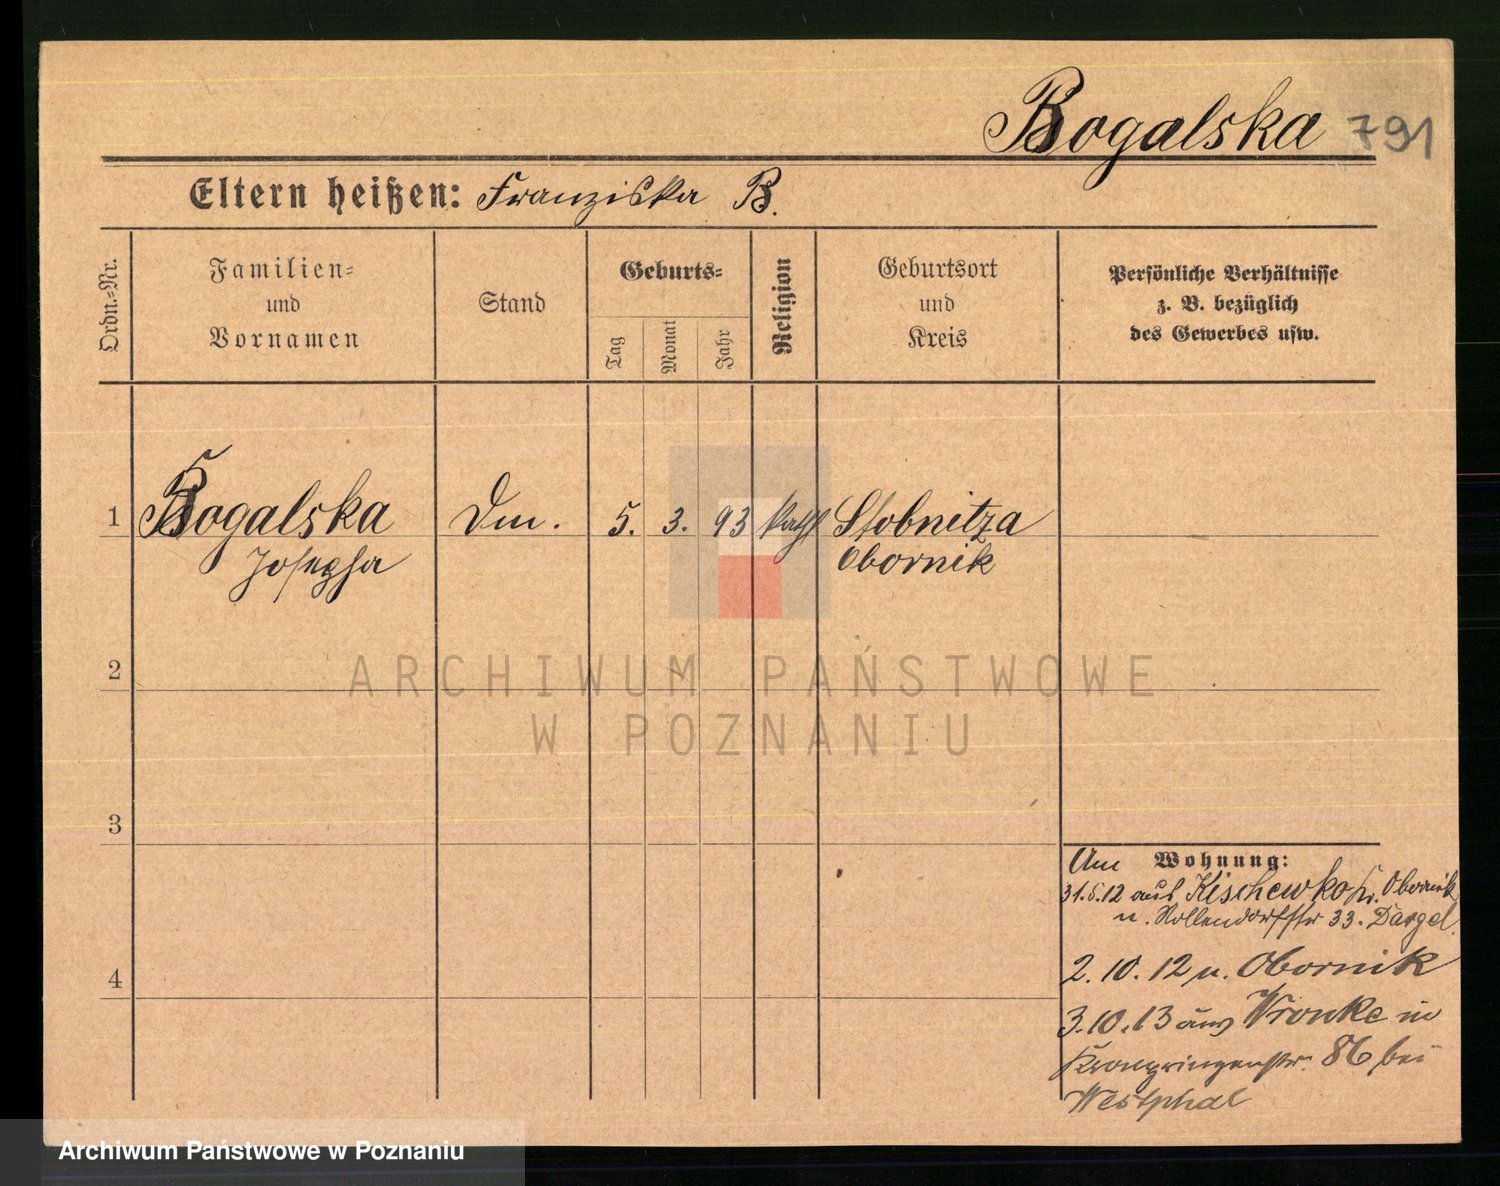 Bogalska 791
Eltern heißen: Franziska B.
Ordn.=Nr.
Familien=
und
Vornamen
Stand
Geburts=
Tag
Monat
Jahr
Religion
Geburtsort
und
Kreis
Persönliche Verhältnisse
z. B. bezüglich
des Gewerbes usw.
1 Bogalska Dm. 5. 3. 93 kath Stobnitza
Josepha Obornik
2
ARCHIWUM PAŃSTWOWE
W POZNANIU
3
Am Wohnung:
31.5.12 aus Kischewko Kr. Obornik
n. Nollendorfstr 33. Dargel.
4
2.10.12 n. Obornik
3.10.13 aus Wronke in
Kronprinzenstr. 86 bei
Westphal
Archiwum Państwowe w Poznaniu